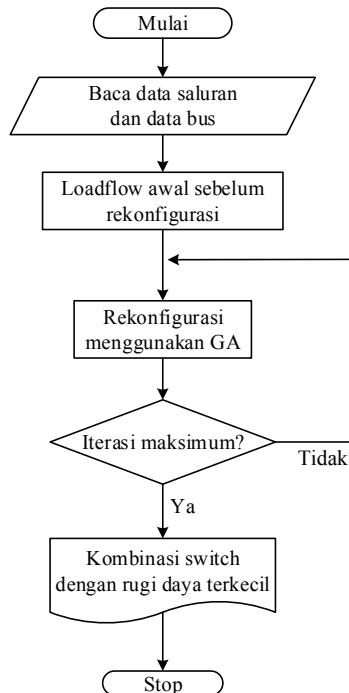 Mulai
Baca data saluran
dan data bus
Loadflow awal sebelum
rekonfigurasi
Rekonfigurasi
menggunakan GA
Iterasi maksimum?
Tidak
Ya
Kombinasi switch
dengan rugi daya terkecil
Stop